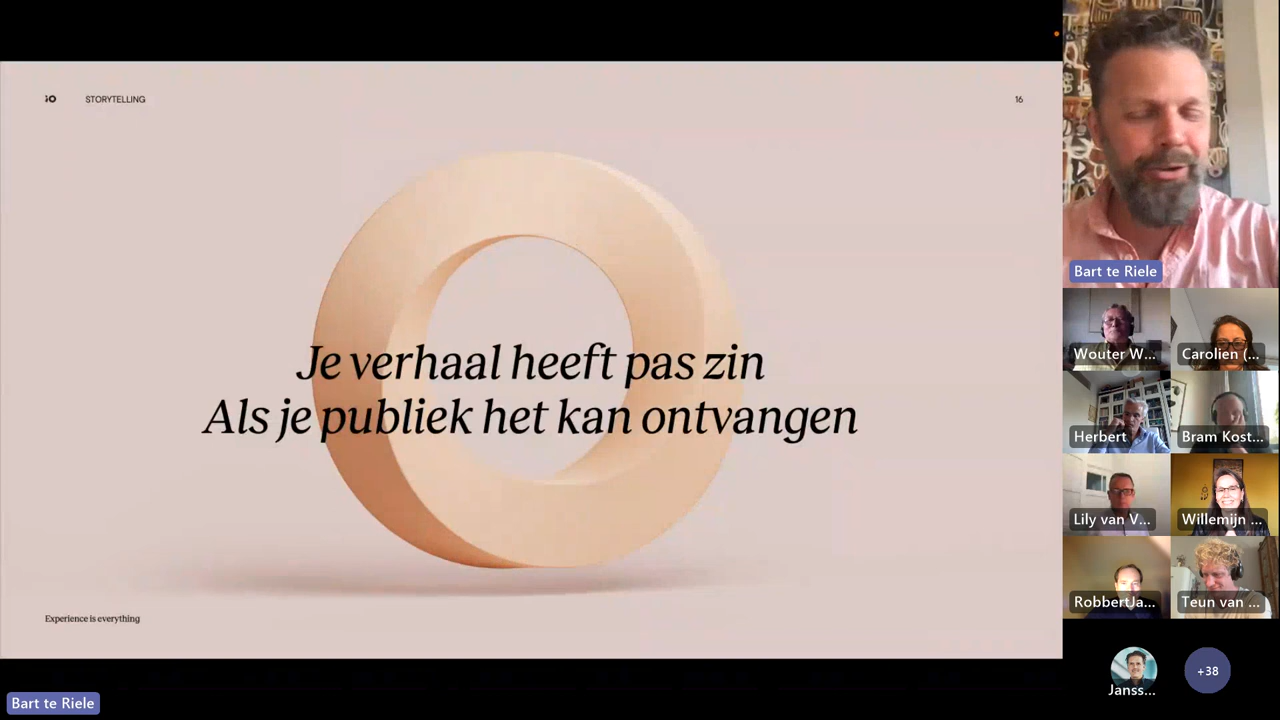 iO
STORYTELLING
16
Je verhaal heeft pas zin
Als je publiek het kan ontvangen
Experience is everything
Bart te Riele
Bart te Riele
Wouter W...
Carolien (...
Herbert
Bram Kost...
Lily van V...
Willemijn ...
RobbertJa...
Teun van ...
Janss...
+38